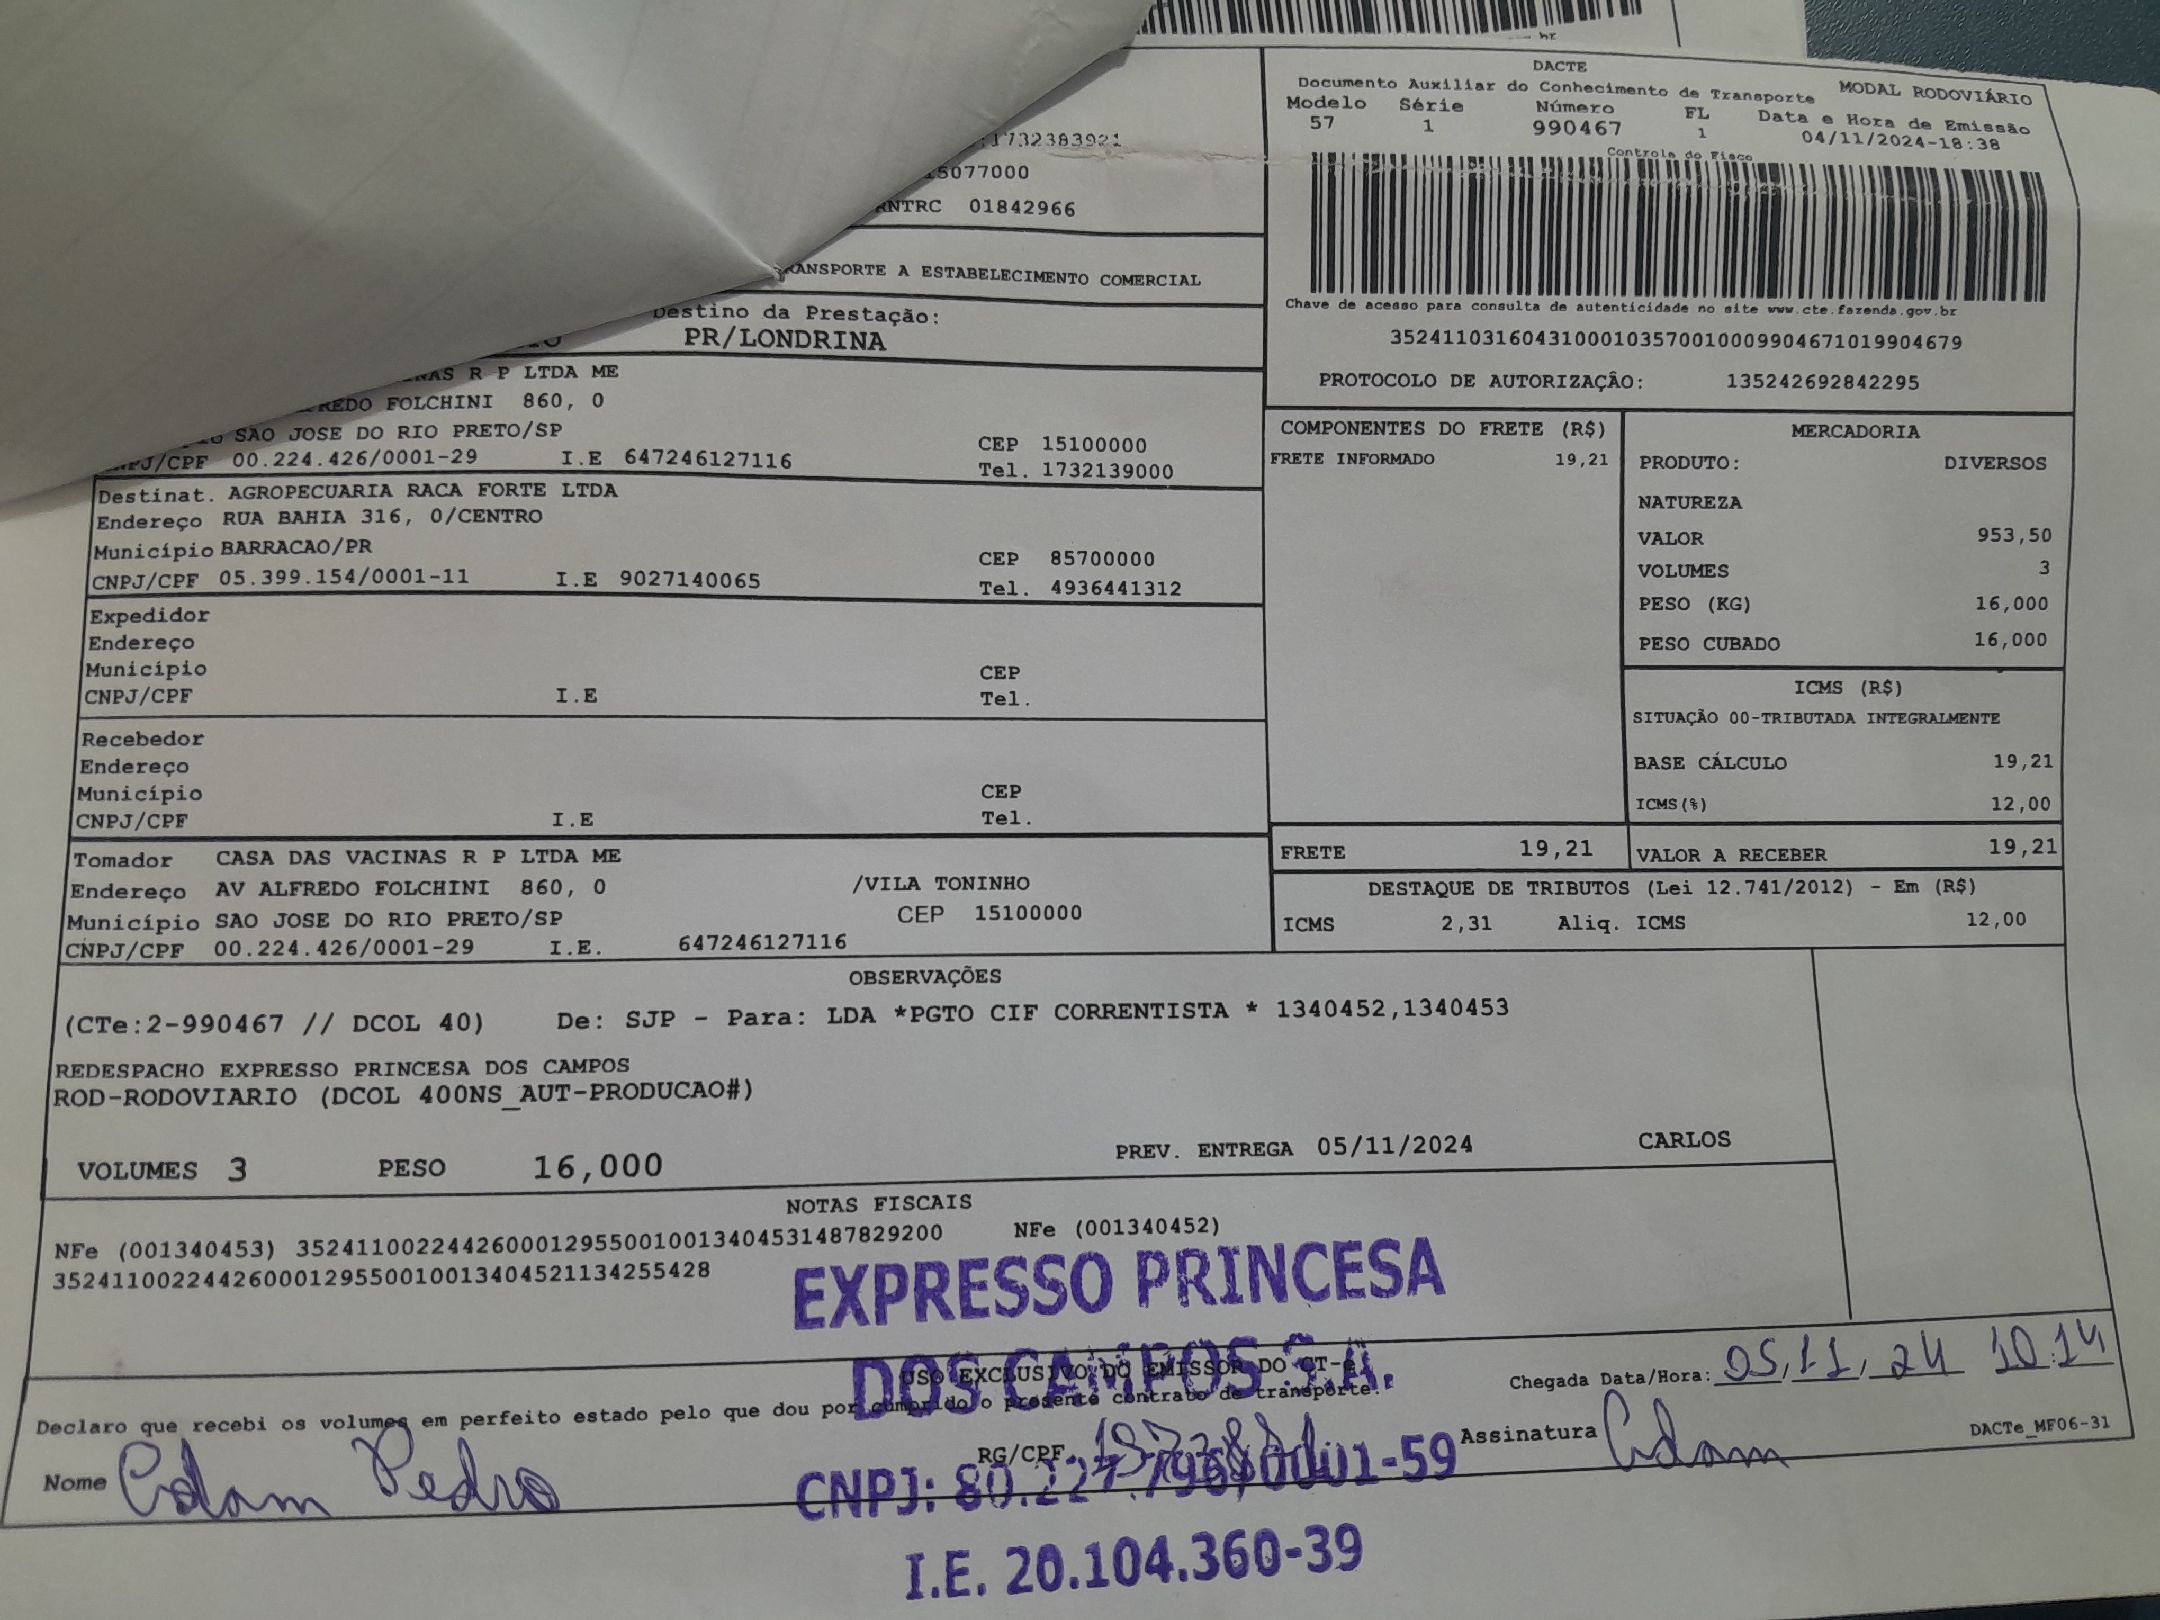 DACTE
Documento Auxiliar do Conhecimento de Transporte MODAL RODOVIÁRIO
Modelo Série Número FL Data e Hora de Emissão
57 1 990467 1 04/11/2024-18:38
Controle do Fisco
1732383921
15077000
RNTRC 01842966
TRANSPORTE A ESTABELECIMENTO COMERCIAL
Destino da Prestação:
PR/LONDRINA
Chave de acesso para consulta de autenticidade no site www.cte.fazenda.gov.br
35241103160431000103570010009904671019904679
PROTOCOLO DE AUTORIZAÇÃO: 135242692842295
R P LTDA ME
FOLCHINI 860, 0
SAO JOSE DO RIO PRETO/SP CEP 15100000
CNPJ/CPF 00.224.426/0001-29 I.E 647246127116 Tel. 1732139000
Destinat. AGROPECUARIA RACA FORTE LTDA
Endereço RUA BAHIA 316, 0/CENTRO
Município BARRACAO/PR CEP 85700000
CNPJ/CPF 05.399.154/0001-11 I.E 9027140065 Tel. 4936441312
Expedidor
Endereço
Município CEP
CNPJ/CPF I.E Tel.
Recebedor
Endereço
Município CEP
CNPJ/CPF I.E Tel.
Tomador CASA DAS VACINAS R P LTDA ME
Endereço AV ALFREDO FOLCHINI 860, 0 /VILA TONINHO
Município SAO JOSE DO RIO PRETO/SP CEP 15100000
CNPJ/CPF 00.224.426/0001-29 I.E. 647246127116
COMPONENTES DO FRETE (R$)
FRETE INFORMADO 19,21
FRETE 19,21
MERCADORIA
PRODUTO: DIVERSOS
NATUREZA
VALOR 953,50
VOLUMES 3
PESO (KG) 16,000
PESO CUBADO 16,000
ICMS (R$)
SITUAÇÃO 00-TRIBUTADA INTEGRALMENTE
BASE CÁLCULO 19,21
ICMS(%) 12,00
VALOR A RECEBER 19,21
DESTAQUE DE TRIBUTOS (Lei 12.741/2012) - Em (R$)
ICMS 2,31 Aliq. ICMS 12,00
OBSERVAÇÕES
(CTe:2-990467 // DCOL 40) De: SJP - Para: LDA *PGTO CIF CORRENTISTA * 1340452,1340453
REDESPACHO EXPRESSO PRINCESA DOS CAMPOS
ROD-RODOVIARIO (DCOL 400NS_AUT-PRODUCAO#)
VOLUMES 3 PESO 16,000 PREV. ENTREGA 05/11/2024 CARLOS
NOTAS FISCAIS
NFe (001340453) 35241100224426000129550010013404531487829200 NFe (001340452)
35241100224426000129550010013404521134255428
EXPRESSO PRINCESA
DOS CAMPOS S.A.
USO EXCLUSIVO DO EMISSOR DO CT-e
Declaro que recebi os volumes em perfeito estado pelo que dou por cumprido o presente contrato de transporte.
Chegada Data/Hora: 05,11,24 10:14
Nome Adam Pedro RG/CPF. Assinatura Adam DACTe_MF06-31
CNPJ: 80.227.796/0001-59
I.E. 20.104.360-39